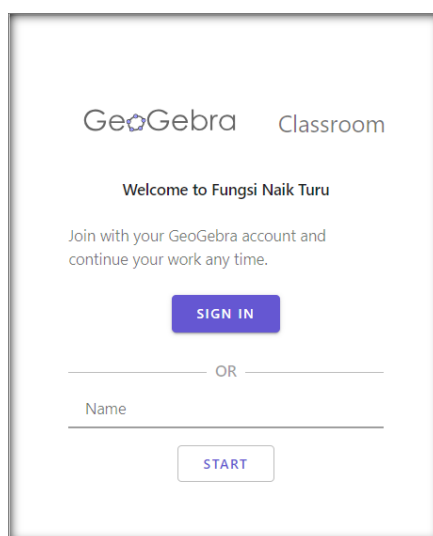 GeoGebra Classroom
Welcome to Fungsi Naik Turu
Join with your GeoGebra account and
continue your work any time.
SIGN IN
OR
Name
START